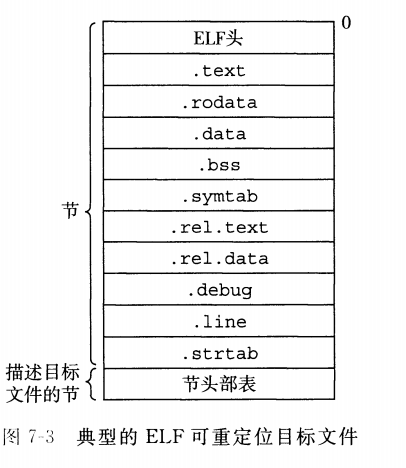 ELF头
0
.text
.rodata
.data
.bss
.symtab
节
.rel.text
.rel.data
.debug
.line
.strtab
描述目标
文件的节
节头部表
图 7-3 典型的 ELF 可重定位目标文件